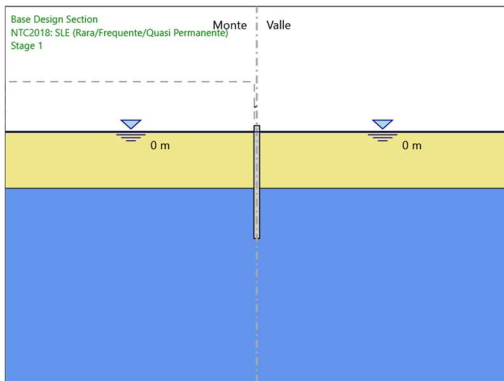 Base Design Section
NTC2018: SLE (Rara/Frequente/Quasi Permanente)
Stage 1
Monte
Valle
0 m
0 m